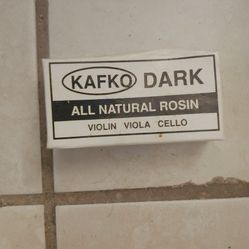 KAFKO DARK
ALL NATURAL ROSIN
VIOLIN VIOLA CELLO